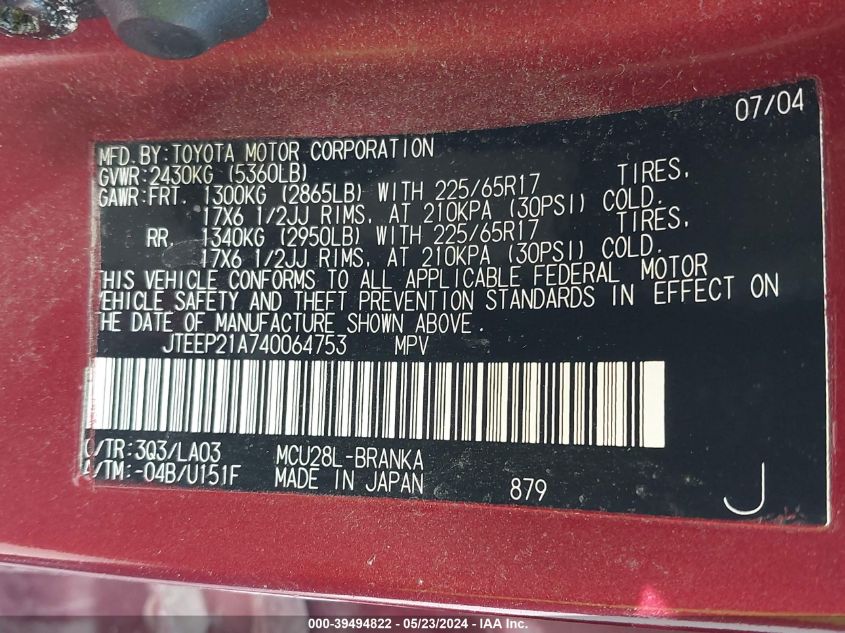 07/04
MFD. BY: TOYOTA MOTOR CORPORATION
GVWR: 2430KG (5360LB)
GAWR: FRT. 1300KG (2865LB) WITH 225/65R17 TIRES,
17X6 1/2JJ RIMS, AT 210KPA (30PSI) COLD.
RR. 1340KG (2950LB) WITH 225/65R17 TIRES,
17X6 1/2JJ RIMS, AT 210KPA (30PSI) COLD.
THIS VEHICLE CONFORMS TO ALL APPLICABLE FEDERAL MOTOR
VEHICLE SAFETY AND THEFT PREVENTION STANDARDS IN EFFECT ON
THE DATE OF MANUFACTURE SHOWN ABOVE.
JTEEP21A740064753 MPV
C/TR: 3Q3/LA03 MCU28L-BRANKA
A/TM: -04B/U151F MADE IN JAPAN 879 J
000-39494822 - 05/23/2024 - IAA Inc.